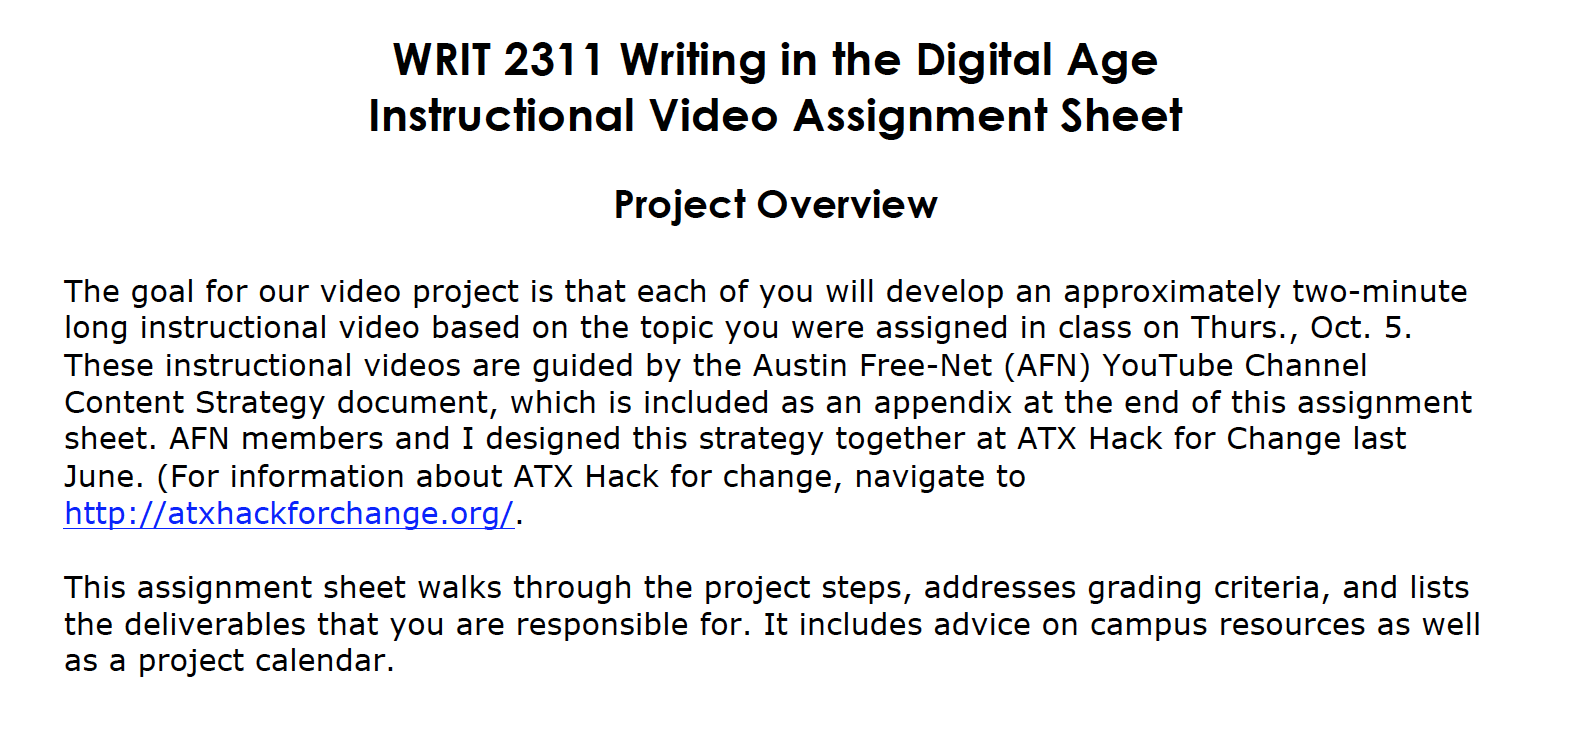 WRIT 2311 Writing in the Digital Age
Instructional Video Assignment Sheet
Project Overview
The goal for our video project is that each of you will develop an approximately two-minute
long instructional video based on the topic you were assigned in class on Thurs., Oct. 5.
These instructional videos are guided by the Austin Free-Net (AFN) YouTube Channel
Content Strategy document, which is included as an appendix at the end of this assignment
sheet. AFN members and I designed this strategy together at ATX Hack for Change last
June. (For information about ATX Hack for change, navigate to
http://atxhackforchange.org/.
This assignment sheet walks through the project steps, addresses grading criteria, and lists
the deliverables that you are responsible for. It includes advice on campus resources as well
as a project calendar.